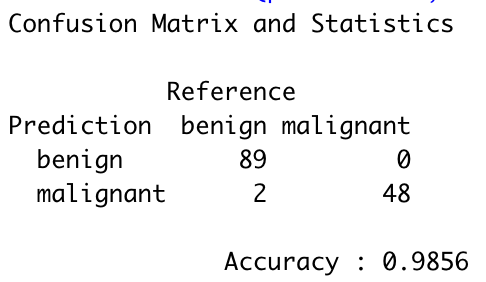 Confusion Matrix and Statistics
Reference
Prediction benign malignant
benign 89 0
malignant 2 48
Accuracy : 0.9856